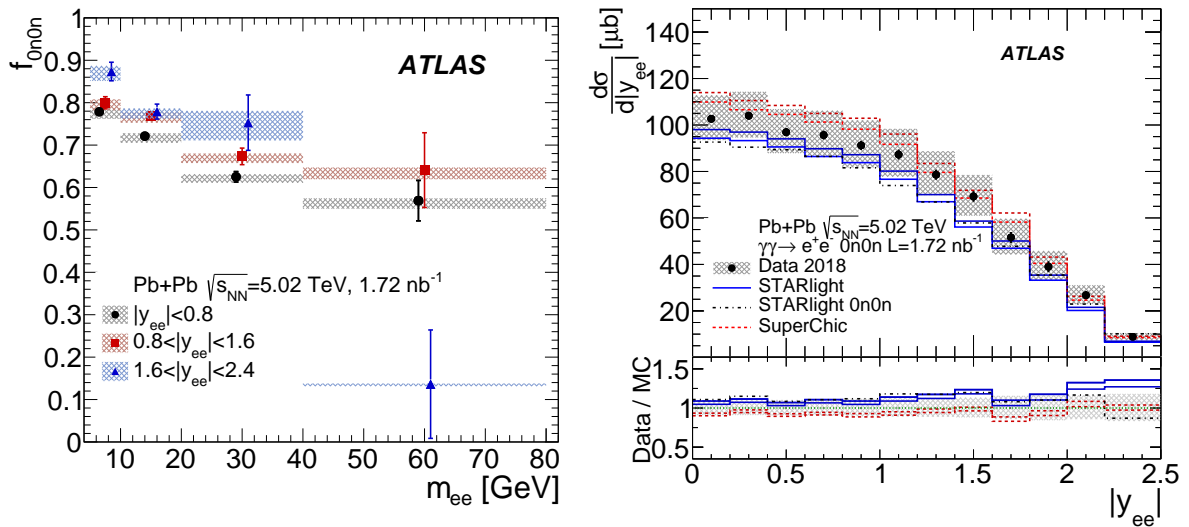 f0n0n
1
0.9
0.8
0.7
0.6
0.5
0.4
0.3
0.2
0.1
0
ATLAS
Pb+Pb √sNN=5.02 TeV, 1.72 nb-1
|yee|<0.8
0.8<|yee|<1.6
1.6<|yee|<2.4
10 20 30 40 50 60 70 80
mee [GeV]
dσ/d|yee| [μb]
140
120
100
80
60
40
20
ATLAS
Pb+Pb √sNN=5.02 TeV
γγ→ e+e- 0n0n L=1.72 nb-1
Data 2018
STARlight
STARlight 0n0n
SuperChic
Data / MC
1.5
1
0.5
0 0.5 1 1.5 2 2.5
|yee|